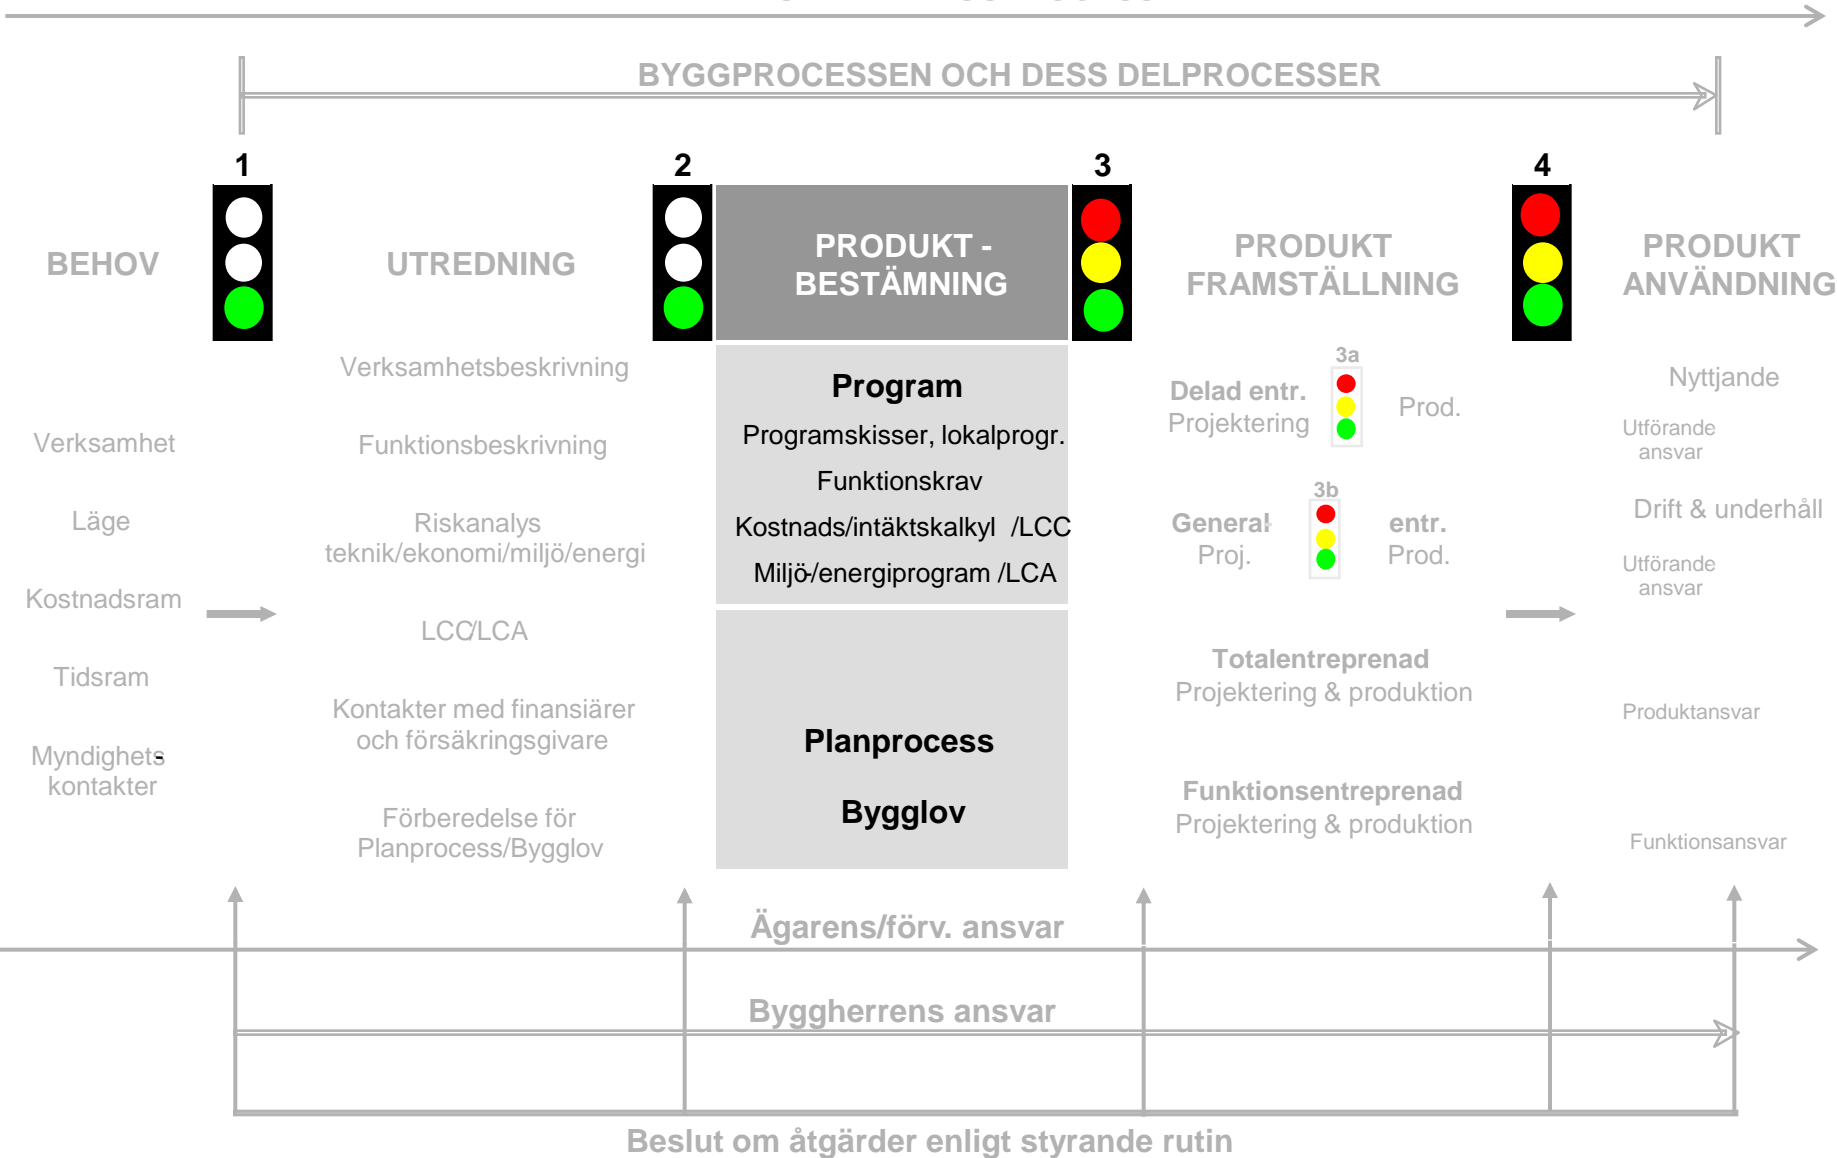 BYGGPROCESSEN OCH DESS DELPROCESSER
1
2
3
4
BEHOV
UTREDNING
PRODUKT -
BESTÄMNING
PRODUKT
FRAMSTÄLLNING
PRODUKT
ANVÄNDNING
Verksamhet
Läge
Kostnadsram
Tidsram
Myndighets-
kontakter
Verksamhetsbeskrivning
Funktionsbeskrivning
Riskanalys
teknik/ekonomi/miljö/energi
LCC/LCA
Kontakter med finansiärer
och försäkringsgivare
Förberedelse för
Planprocess/Bygglov
Program
Programskisser, lokalprogr.
Funktionskrav
Kostnads/intäktskalkyl /LCC
Miljö-/energiprogram /LCA
Planprocess
Bygglov
3a
Delad entr.
Projektering
Prod.
3b
General- entr.
Proj. Prod.
Totalentreprenad
Projektering & produktion
Funktionsentreprenad
Projektering & produktion
Nyttjande
Utförande
ansvar
Drift & underhåll
Utförande
ansvar
Produktansvar
Funktionsansvar
Ägarens/förv. ansvar
Byggherrens ansvar
Beslut om åtgärder enligt styrande rutin